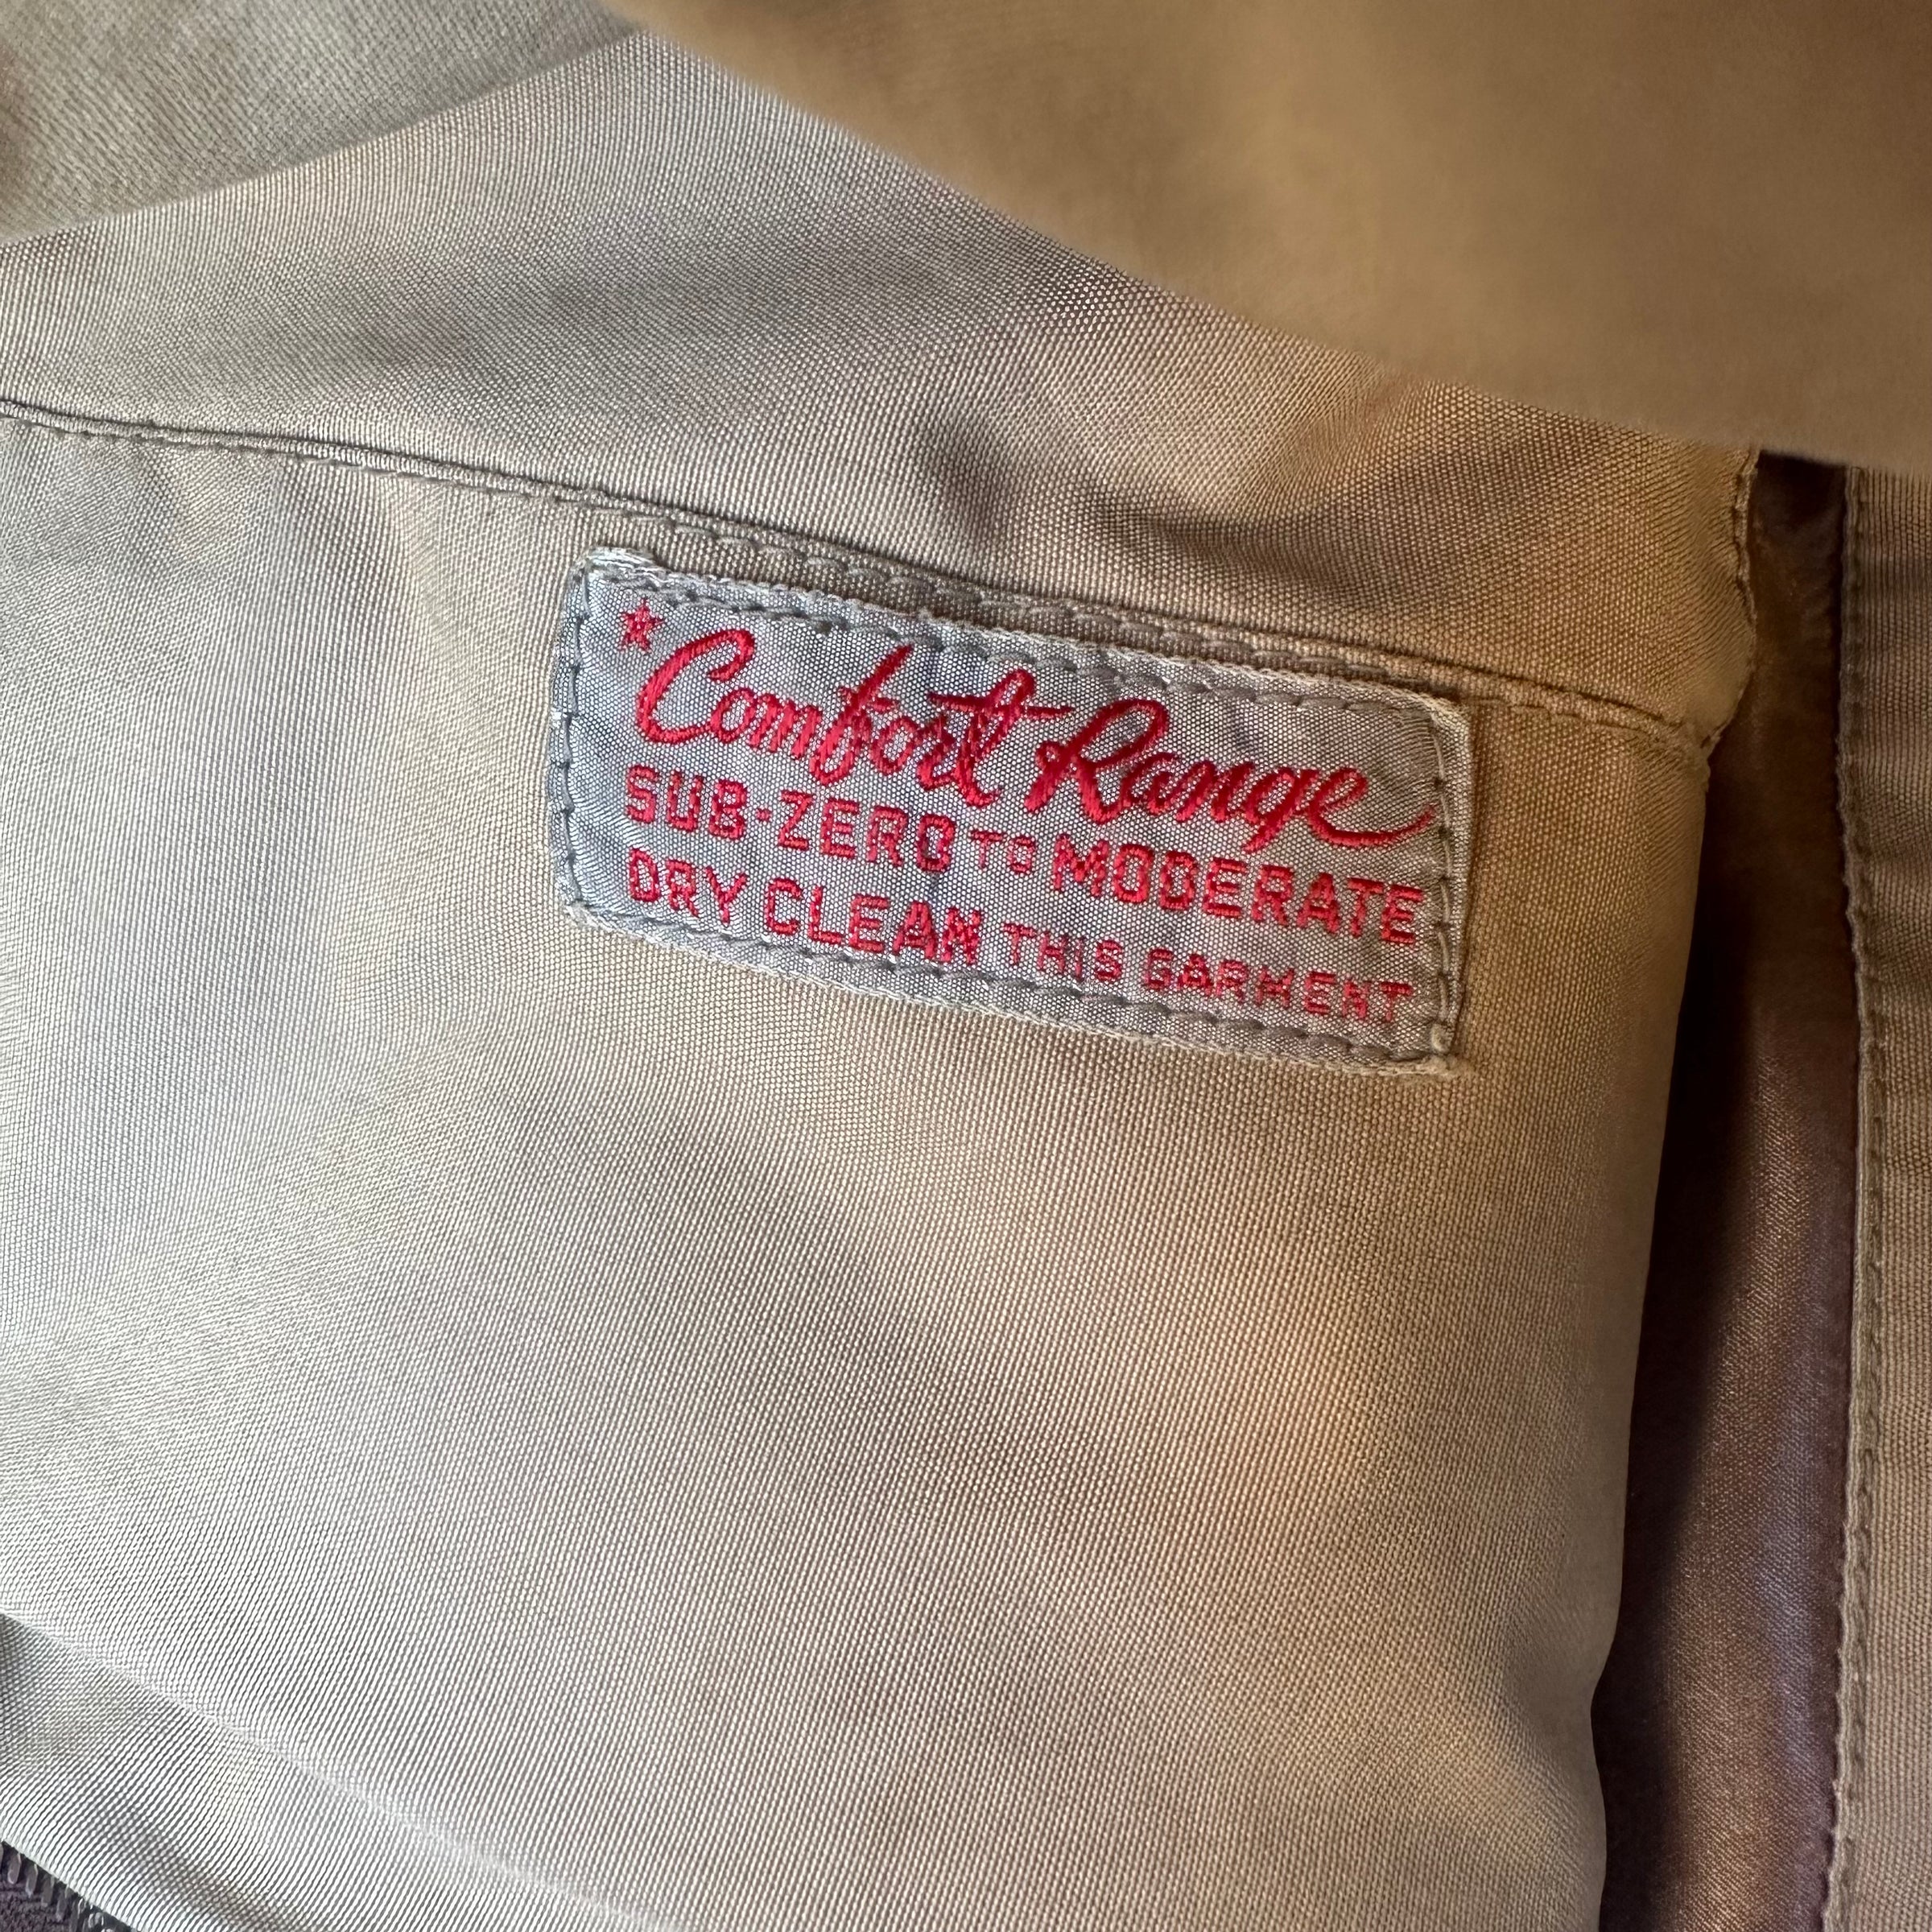 Comfort Range
SUB-ZERO TO MODERATE
DRY CLEAN THIS GARMENT